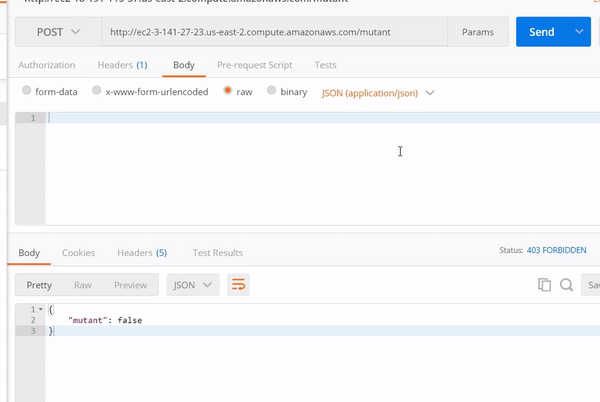 POST http://ec2-3-141-27-23.us-east-2.compute.amazonaws.com/mutant Params Send
Authorization Headers (1) Body Pre-request Script Tests
form-data x-www-form-urlencoded raw binary JSON (application/json)
1
Body Cookies Headers (5) Test Results Status: 403 FORBIDDEN
Pretty Raw Preview JSON Sav
1 {
2 "mutant": false
3 }